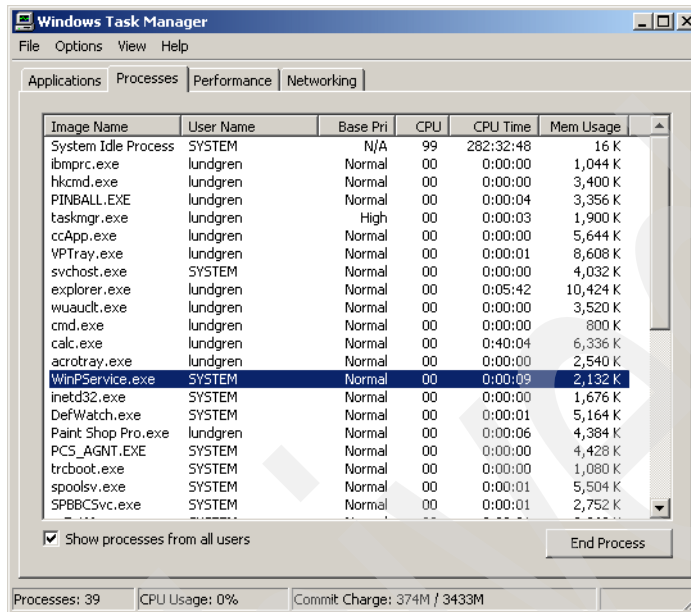 Windows Task Manager
File Options View Help
Applications Processes Performance Networking
Image Name User Name Base Pri CPU CPU Time Mem Usage
System Idle Process SYSTEM N/A 99 282:32:48 16 K
ibmprc.exe lundgren Normal 00 0:00:00 1,044 K
hkcmd.exe lundgren Normal 00 0:00:00 3,400 K
PINBALL.EXE lundgren Normal 00 0:00:04 3,356 K
taskmgr.exe lundgren High 00 0:00:03 1,900 K
ccApp.exe lundgren Normal 00 0:00:00 5,644 K
VPTray.exe lundgren Normal 00 0:00:01 8,608 K
svchost.exe SYSTEM Normal 00 0:00:00 4,032 K
explorer.exe lundgren Normal 00 0:05:42 10,424 K
wuauclt.exe lundgren Normal 00 0:00:00 3,520 K
cmd.exe lundgren Normal 00 0:00:00 800 K
calc.exe lundgren Normal 00 0:40:04 6,336 K
acrotray.exe lundgren Normal 00 0:00:00 2,540 K
WinPService.exe SYSTEM Normal 00 0:00:09 2,132 K
inetd32.exe SYSTEM Normal 00 0:00:00 1,676 K
DefWatch.exe SYSTEM Normal 00 0:00:01 5,164 K
Paint Shop Pro.exe lundgren Normal 00 0:00:06 4,384 K
PCS_AGNT.EXE SYSTEM Normal 00 0:00:00 4,428 K
trcboot.exe SYSTEM Normal 00 0:00:00 1,080 K
spoolsv.exe SYSTEM Normal 00 0:00:01 5,504 K
SPBBCSvc.exe SYSTEM Normal 00 0:00:01 2,752 K
Show processes from all users
End Process
Processes: 39 CPU Usage: 0% Commit Charge: 374M / 3433M